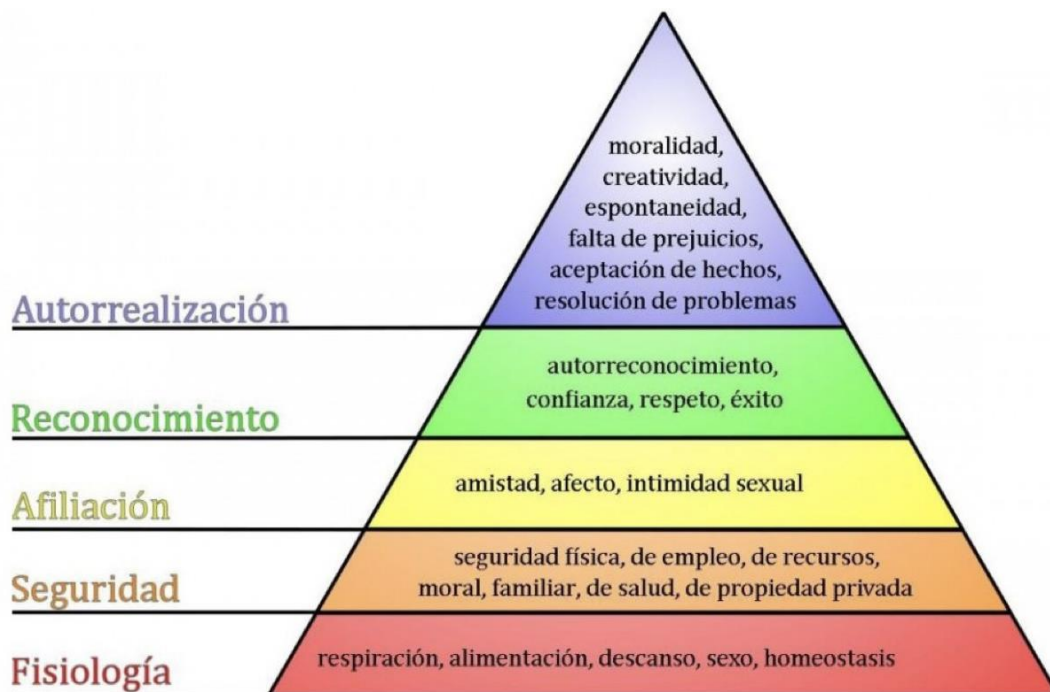 moralidad,
creatividad,
espontaneidad,
falta de prejuicios,
aceptación de hechos,
resolución de problemas
Autorrealización
autorreconocimiento,
confianza, respeto, éxito
Reconocimiento
amistad, afecto, intimidad sexual
Afiliación
seguridad física, de empleo, de recursos,
moral, familiar, de salud, de propiedad privada
Seguridad
respiración, alimentación, descanso, sexo, homeostasis
Fisiología